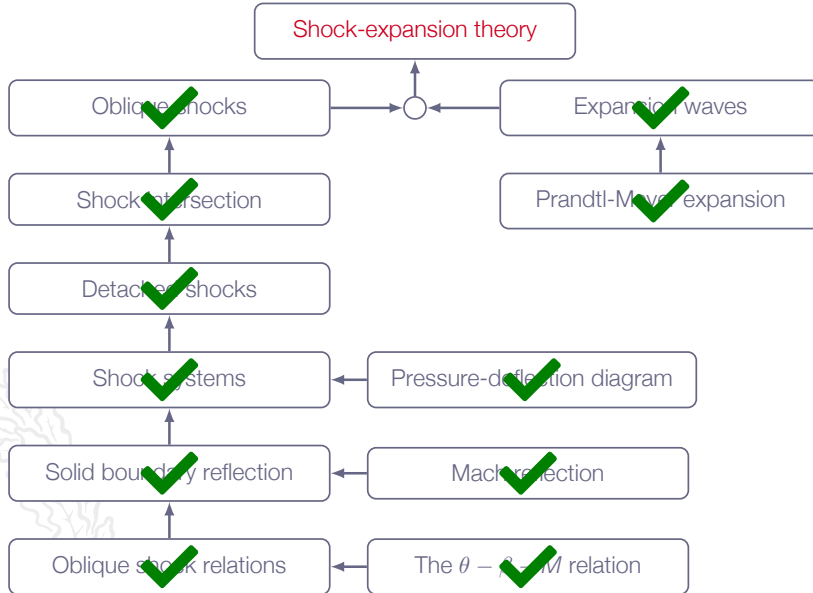 Shock-expansion theory
Oblique shocks
Expansion waves
Shock intersection
Prandtl-Meyer expansion
Detached shocks
Shock systems
Pressure-deflection diagram
Solid boundary reflection
Mach reflection
Oblique shock relations
The θ − β − M relation